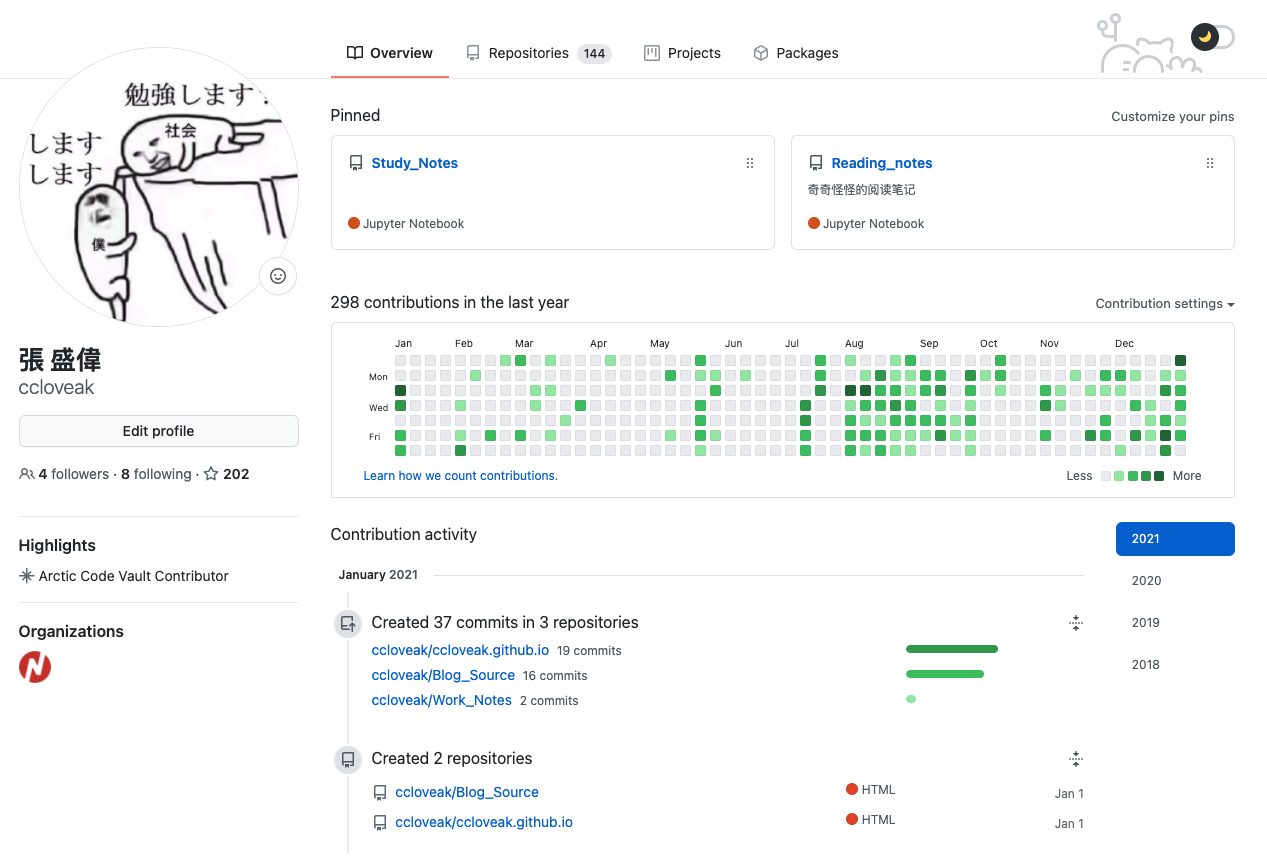 Overview
Repositories 144
Projects
Packages
勉強します
社会
します
します
僕
張 盛偉
ccloveak
Edit profile
4 followers · 8 following · 202
Highlights
Arctic Code Vault Contributor
Organizations
N
Pinned
Customize your pins
Study_Notes
Jupyter Notebook
Reading_notes
奇奇怪怪的阅读笔记
Jupyter Notebook
298 contributions in the last year
Contribution settings
Jan Feb Mar Apr May Jun Jul Aug Sep Oct Nov Dec
Mon
Wed
Fri
Learn how we count contributions.
Less More
Contribution activity
2021
2020
2019
2018
January 2021
Created 37 commits in 3 repositories
ccloveak/ccloveak.github.io 19 commits
ccloveak/Blog_Source 16 commits
ccloveak/Work_Notes 2 commits
Created 2 repositories
ccloveak/Blog_Source HTML Jan 1
ccloveak/ccloveak.github.io HTML Jan 1